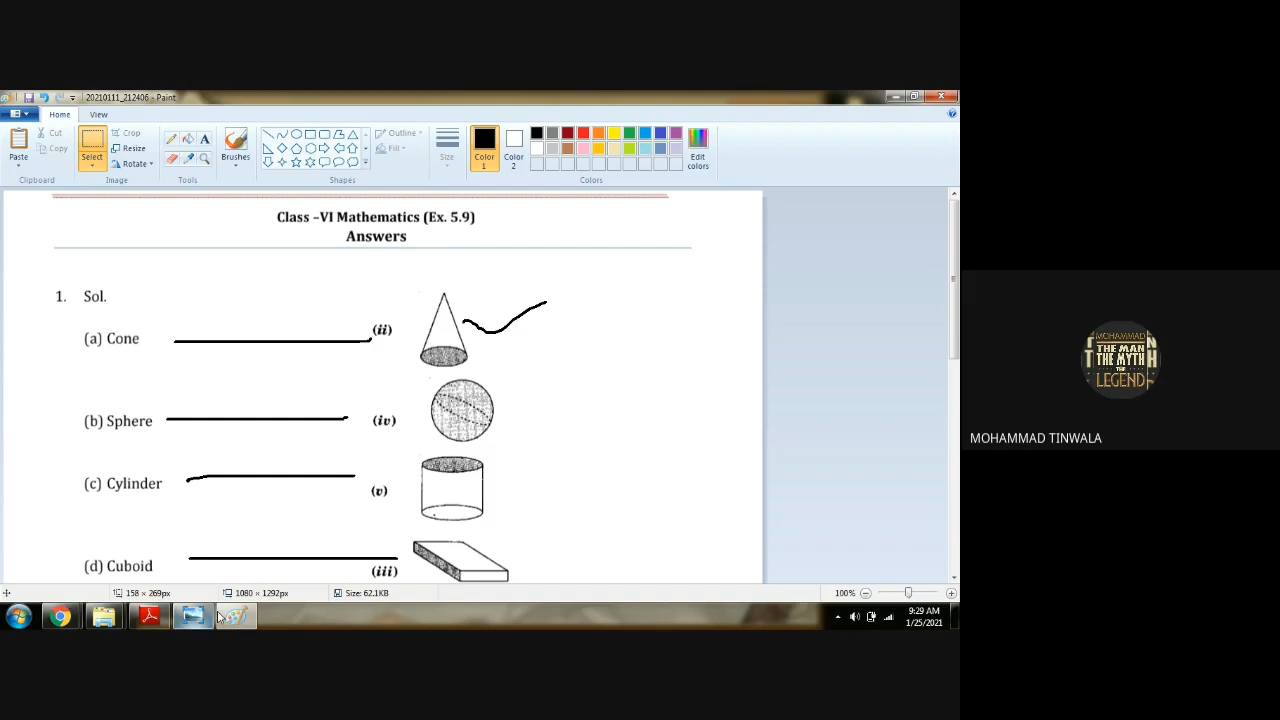 20210111_212406 - Paint
Home View
Paste
Cut
Copy
Clipboard
Select
Crop
Resize
Rotate
Image
A
Tools
Brushes
Outline
Fill
Shapes
Size
Color 1
Color 2
Edit colors
Colors
Class –VI Mathematics (Ex. 5.9)
Answers
1. Sol.
(a) Cone (ii)
(b) Sphere (iv)
(c) Cylinder (v)
(d) Cuboid (iii)
158 × 269px 1080 × 1292px Size: 62.1KB 100%
9:29 AM
1/25/2021
MOHAMMAD
THE MAN
THE MYTH
THE
LEGEND
MOHAMMAD TINWALA